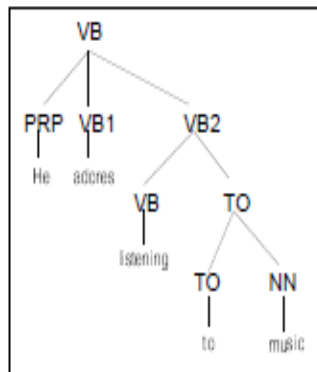 VB
PRP VB1 VB2
He adores VB TO
listening
TO NN
to music